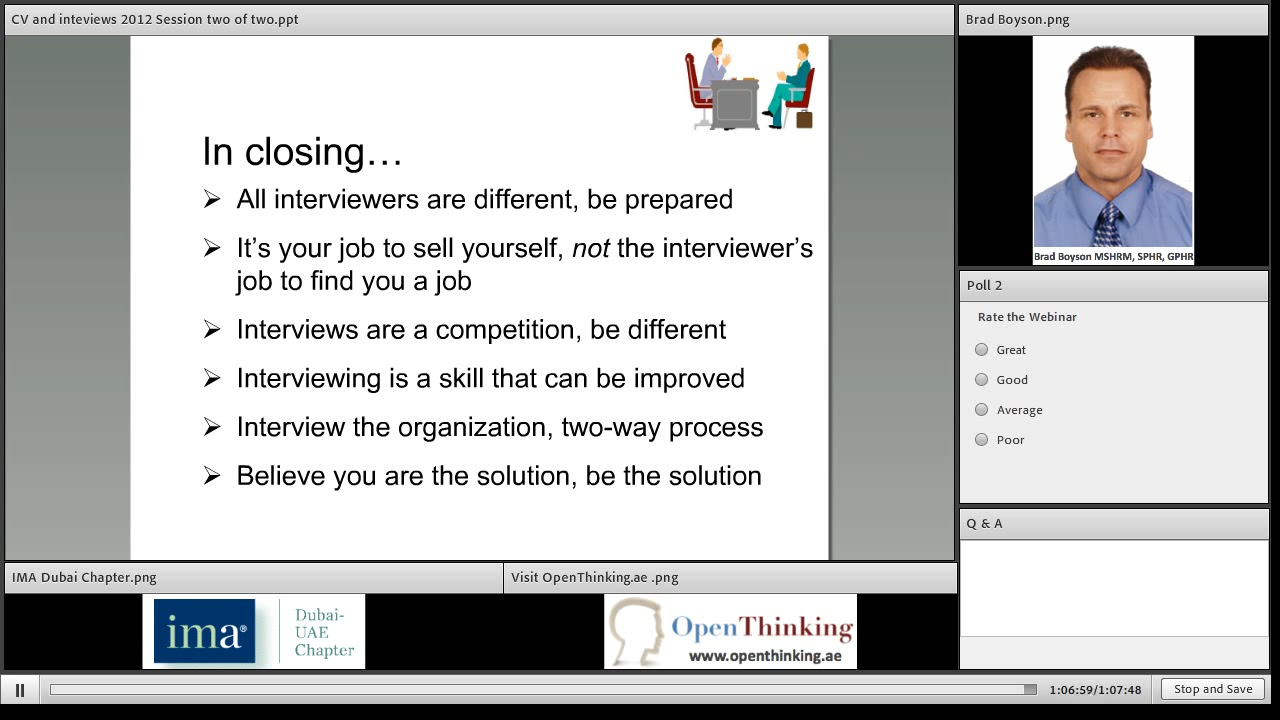 CV and inteviews 2012 Session two of two.ppt
In closing…
All interviewers are different, be prepared
It’s your job to sell yourself, not the interviewer’s
job to find you a job
Interviews are a competition, be different
Interviewing is a skill that can be improved
Interview the organization, two-way process
Believe you are the solution, be the solution
Brad Boyson.png
Brad Boyson MSHRM, SPHR, GPHR
Poll 2
Rate the Webinar
Great
Good
Average
Poor
Q & A
IMA Dubai Chapter.png
ima®
Dubai-
UAE
Chapter
Visit OpenThinking.ae .png
OpenThinking
www.openthinking.ae
1:06:59/1:07:48
Stop and Save